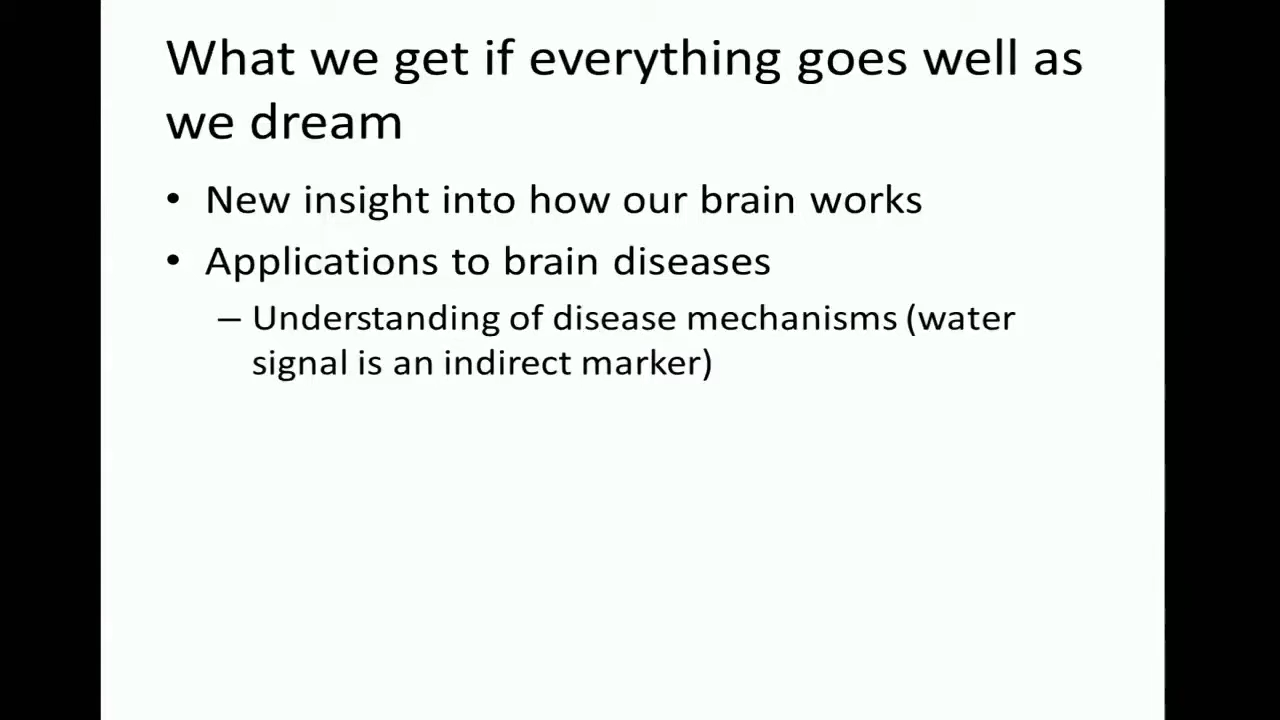 What we get if everything goes well as
we dream
• New insight into how our brain works
• Applications to brain diseases
– Understanding of disease mechanisms (water
signal is an indirect marker)